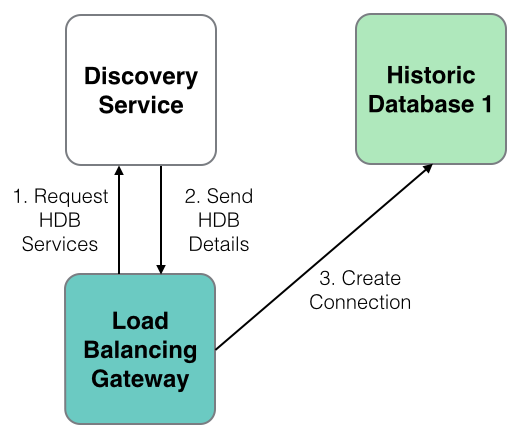 Discovery
Service
Historic
Database 1
1. Request
HDB
Services
2. Send
HDB
Details
3. Create
Connection
Load
Balancing
Gateway